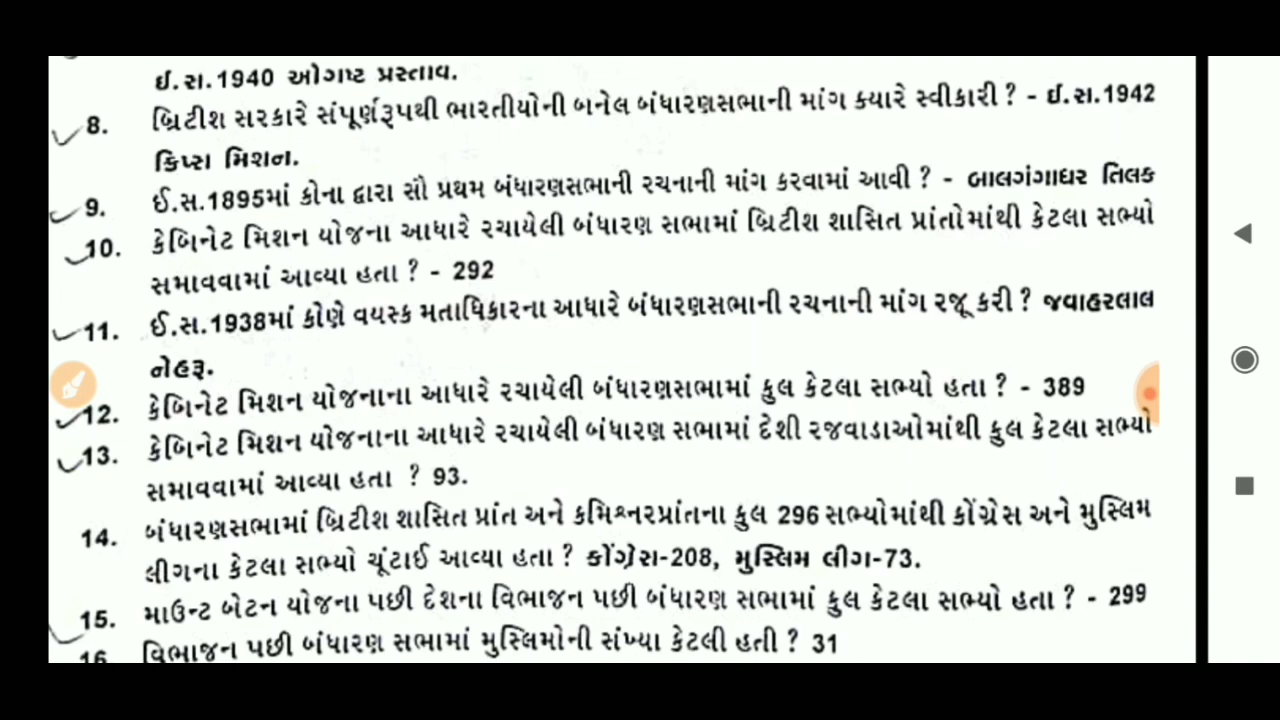 ઈ.સ.1940 ઓગષ્ટ પ્રસ્તાવ.
8. બ્રિટીશ સરકારે સંપૂર્ણરૂપથી ભારતીયોની બનેલ બંધારણસભાની માંગ ક્યારે સ્વીકારી ? - ઈ.સ.1942
ક્રિપ્સ મિશન.
9. ઈ.સ.1895માં કોના દ્વારા સૌ પ્રથમ બંધારણસભાની રચનાની માંગ કરવામાં આવી ? - બાલગંગાધર તિલક
10. કેબિનેટ મિશન યોજના આધારે રચાયેલી બંધારણ સભામાં બ્રિટીશ શાસિત પ્રાંતોમાંથી કેટલા સભ્યો
સમાવવામાં આવ્યા હતા ? - 292
11. ઈ.સ.1938માં કોણે વયસ્ક મતાધિકારના આધારે બંધારણસભાની રચનાની માંગ રજૂ કરી ? જવાહરલાલ
નેહરૂ.
12. કેબિનેટ મિશન યોજનાના આધારે રચાયેલી બંધારણસભામાં કુલ કેટલા સભ્યો હતા ? - 389
13. કેબિનેટ મિશન યોજનાના આધારે રચાયેલી બંધારણ સભામાં દેશી રજવાડાઓમાંથી કુલ કેટલા સભ્યો
સમાવવામાં આવ્યા હતા ? 93.
14. બંધારણસભામાં બ્રિટીશ શાસિત પ્રાંત અને કમિશ્નરપ્રાંતના કુલ 296 સભ્યોમાંથી કોંગ્રેસ અને મુસ્લિમ
લીગના કેટલા સભ્યો ચૂંટાઈ આવ્યા હતા ? કોંગ્રેસ-208, મુસ્લિમ લીગ-73.
15. માઉન્ટ બેટન યોજના પછી દેશના વિભાજન પછી બંધારણ સભામાં કુલ કેટલા સભ્યો હતા ? - 299
16 વિભાજન પછી બંધારણ સભામાં મુસ્લિમોની સંખ્યા કેટલી હતી ? 31